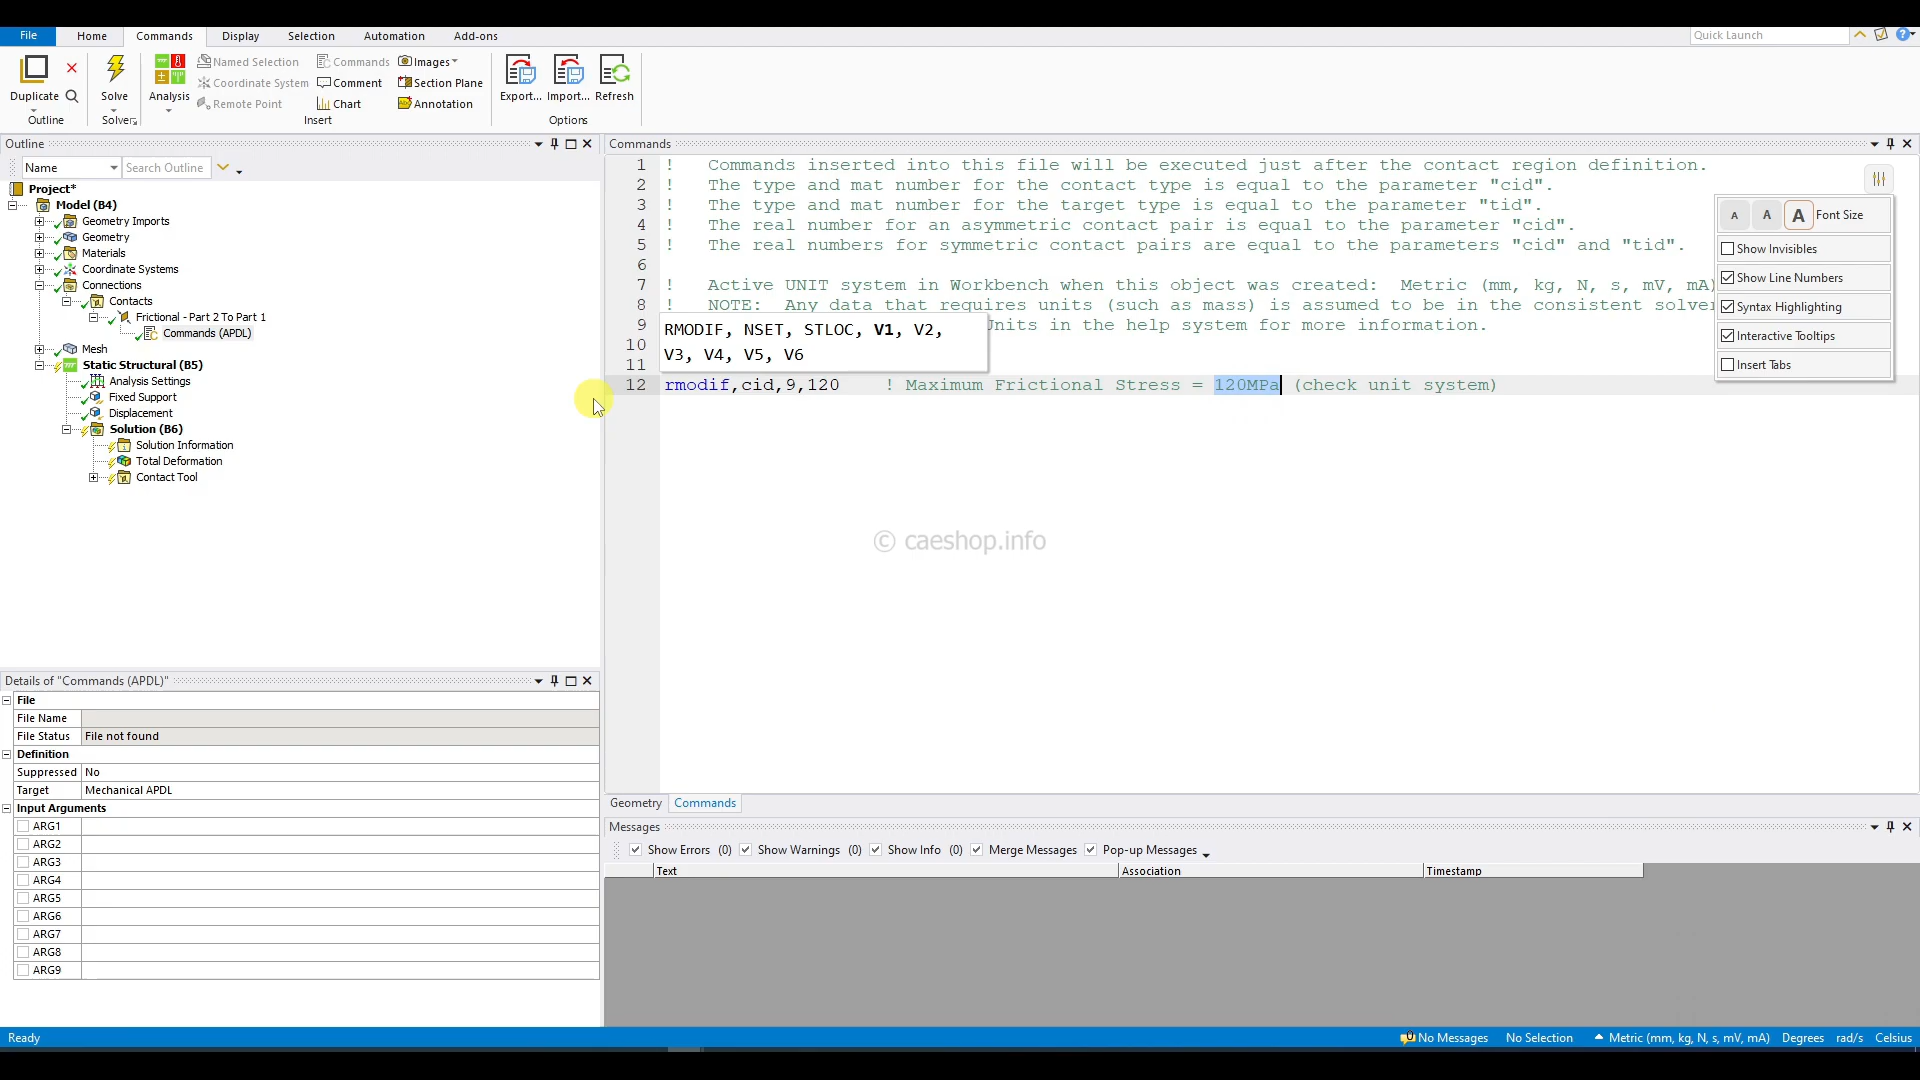 File Home Commands Display Selection Automation Add-ons Quick Launch
Duplicate Solve Analysis Named Selection Commands Images Export... Import... Refresh
Coordinate System Comment Section Plane
Remote Point Chart Annotation
Outline Solver Insert Options
Outline
Name Search Outline
Project*
Model (B4)
Geometry Imports
Geometry
Materials
Coordinate Systems
Connections
Contacts
Frictional - Part 2 To Part 1
Commands (APDL)
Mesh
Static Structural (B5)
Analysis Settings
Fixed Support
Displacement
Solution (B6)
Solution Information
Total Deformation
Contact Tool
Commands
1 ! Commands inserted into this file will be executed just after the contact region definition.
2 ! The type and mat number for the contact type is equal to the parameter "cid".
3 ! The type and mat number for the target type is equal to the parameter "tid".
4 ! The real number for an asymmetric contact pair is equal to the parameter "cid".
5 ! The real numbers for symmetric contact pairs are equal to the parameters "cid" and "tid".
6
7 ! Active UNIT system in Workbench when this object was created: Metric (mm, kg, N, s, mV, mA)
8 ! NOTE: Any data that requires units (such as mass) is assumed to be in the consistent solver
9 Units in the help system for more information.
10
11
12 rmodif,cid,9,120 ! Maximum Frictional Stress = 120MPa (check unit system)
RMODIF, NSET, STLOC, V1, V2,
V3, V4, V5, V6
A A A Font Size
Show Invisibles
Show Line Numbers
Syntax Highlighting
Interactive Tooltips
Insert Tabs
© caeshop.info
Details of "Commands (APDL)"
File
File Name
File Status File not found
Definition
Suppressed No
Target Mechanical APDL
Input Arguments
ARG1
ARG2
ARG3
ARG4
ARG5
ARG6
ARG7
ARG8
ARG9
Geometry Commands
Messages
Show Errors (0) Show Warnings (0) Show Info (0) Merge Messages Pop-up Messages
Text Association Timestamp
Ready No Messages No Selection Metric (mm, kg, N, s, mV, mA) Degrees rad/s Celsius